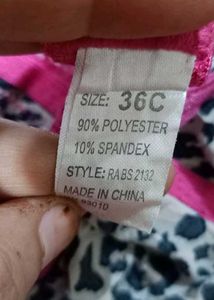 SIZE: 36C
90% POLYESTER
10% SPANDEX
STYLE: RABS 2132
MADE IN CHINA